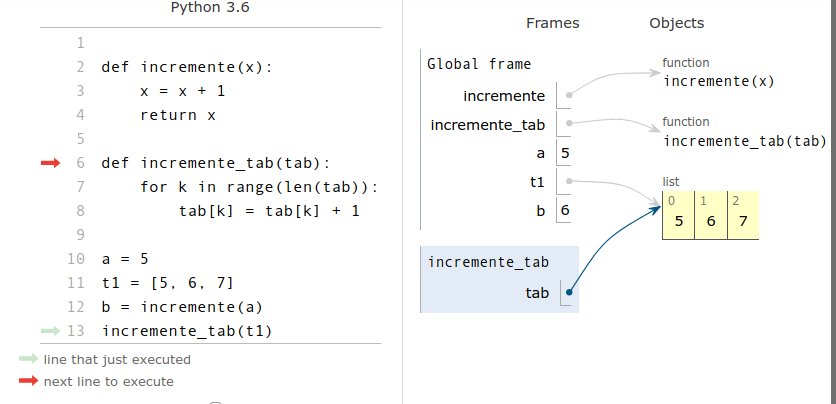 Python 3.6
1
2 def incremente(x):
3     x = x + 1
4     return x
5
6 def incremente_tab(tab):
7     for k in range(len(tab)):
8         tab[k] = tab[k] + 1
9
10 a = 5
11 t1 = [5, 6, 7]
12 b = incremente(a)
13 incremente_tab(t1)
line that just executed
next line to execute
Frames Objects
Global frame
incremente
incremente_tab
a 5
t1
b 6
incremente_tab
tab
function
incremente(x)
function
incremente_tab(tab)
list
0 1 2
5 6 7